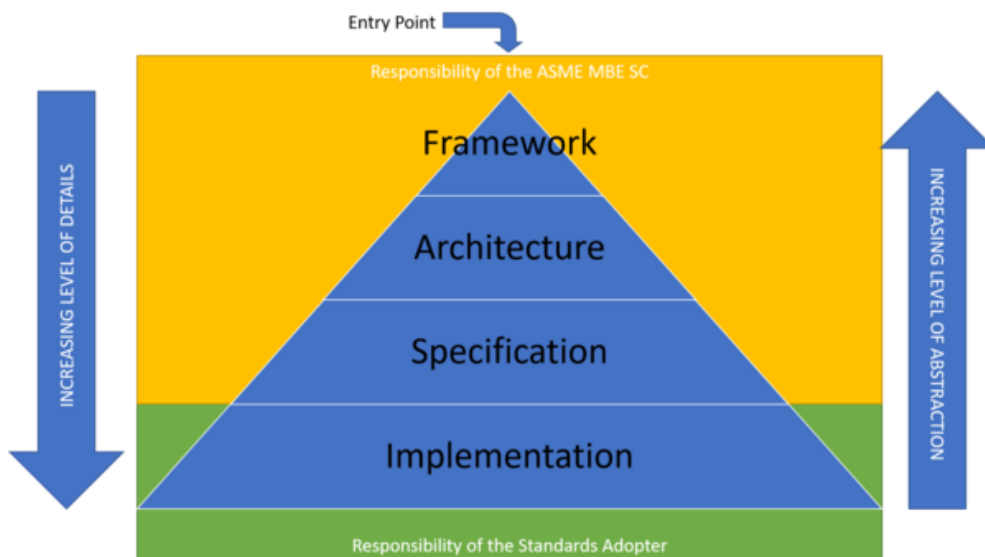 Entry Point
Responsibility of the ASME MBE SC
INCREASING LEVEL OF DETAILS
Framework
Architecture
Specification
Implementation
INCREASING LEVEL OF ABSTRACTION
Responsibility of the Standards Adopter